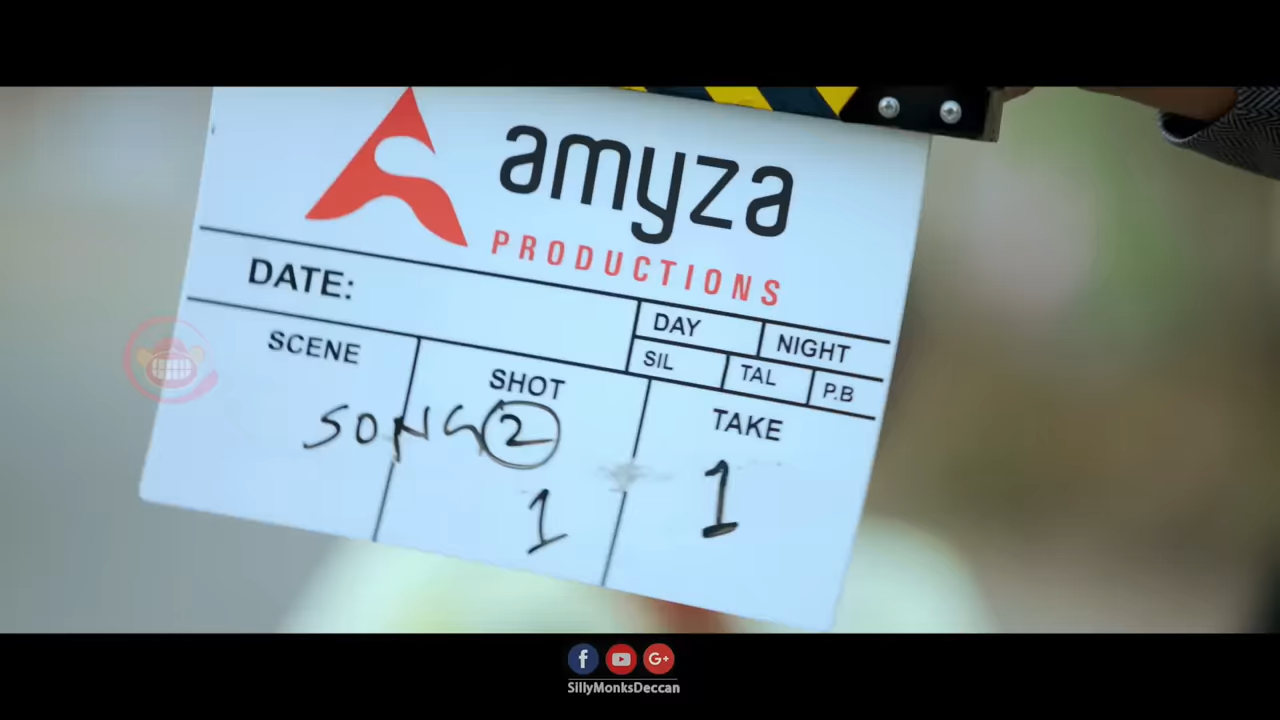 amyza
PRODUCTIONS
DATE:
DAY NIGHT
SIL TAL P.B
SCENE SHOT TAKE
SONG 2
1 1
SillyMonksDeccan